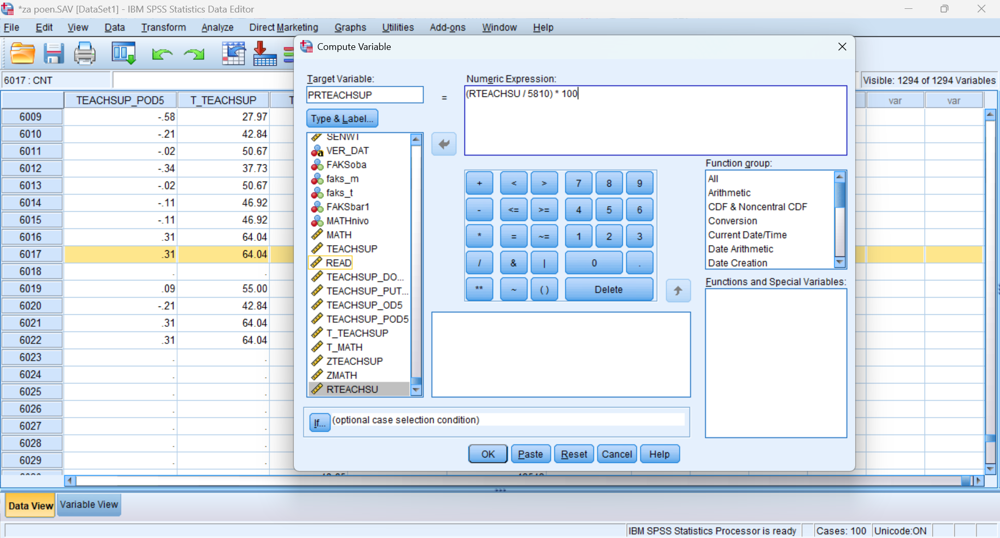 *za poen.SAV [DataSet1] - IBM SPSS Statistics Data Editor
File Edit View Data Transform Analyze Direct Marketing Graphs Utilities Add-ons Window Help
6017 : CNT
Visible: 1294 of 1294 Variables
TEACHSUP_POD5 T_TEACHSUP T var var
6009 -.58 27.97
6010 -.21 42.84
6011 -.02 50.67
6012 -.34 37.73
6013 -.02 50.67
6014 -.11 46.92
6015 -.11 46.92
6016 .31 64.04
6017 .31 64.04
6018 . .
6019 .09 55.00
6020 -.21 42.84
6021 .31 64.04
6022 .31 64.04
6023 . .
6024 . .
6025 . .
6026 . .
6027 . .
6028 . .
6029 . .
Compute Variable
Target Variable:
PRTEACHSUP
=
Numeric Expression:
(RTEACHSU / 5810) * 100
Type & Label...
SENWT
VER_DAT
FAKSoba
faks_m
faks_t
FAKSbar1
MATHnivo
MATH
TEACHSUP
READ
TEACHSUP_DO...
TEACHSUP_PUT...
TEACHSUP_OD5
TEACHSUP_POD5
T_TEACHSUP
T_MATH
ZTEACHSUP
ZMATH
RTEACHSU
+ < > 7 8 9
- <= >= 4 5 6
* = ~= 1 2 3
/ & | 0 .
** ~ ( ) Delete
Function group:
All
Arithmetic
CDF & Noncentral CDF
Conversion
Current Date/Time
Date Arithmetic
Date Creation
Functions and Special Variables:
If... (optional case selection condition)
OK Paste Reset Cancel Help
Data View Variable View
IBM SPSS Statistics Processor is ready Cases: 100 Unicode:ON